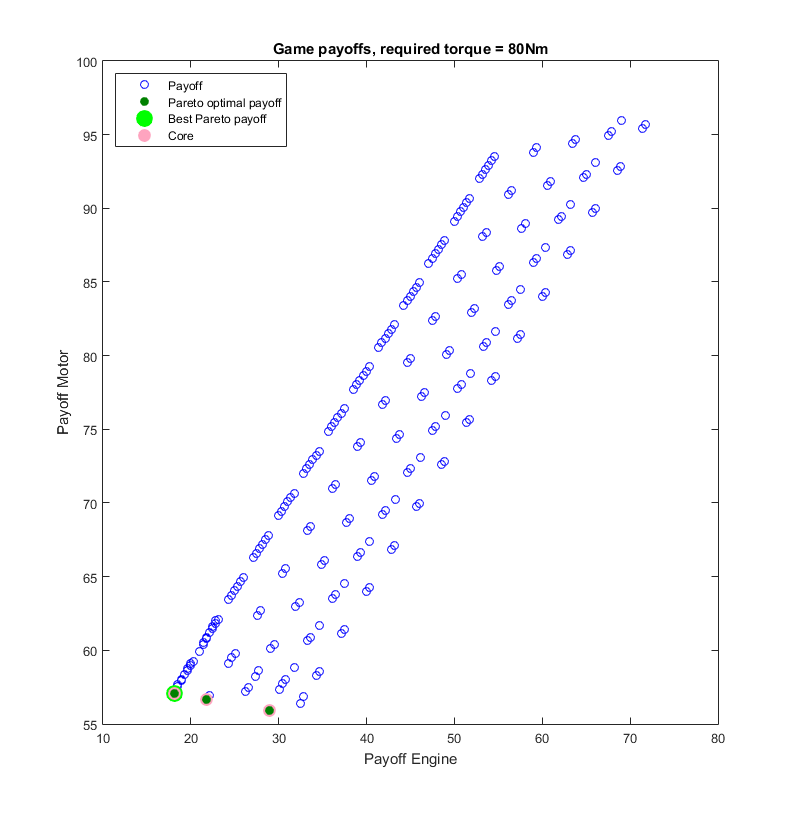 Game payoffs, required torque = 80Nm
Payoff
Pareto optimal payoff
Best Pareto payoff
Core
100
95
90
85
80
75
70
65
60
55
Payoff Motor
10 20 30 40 50 60 70 80
Payoff Engine